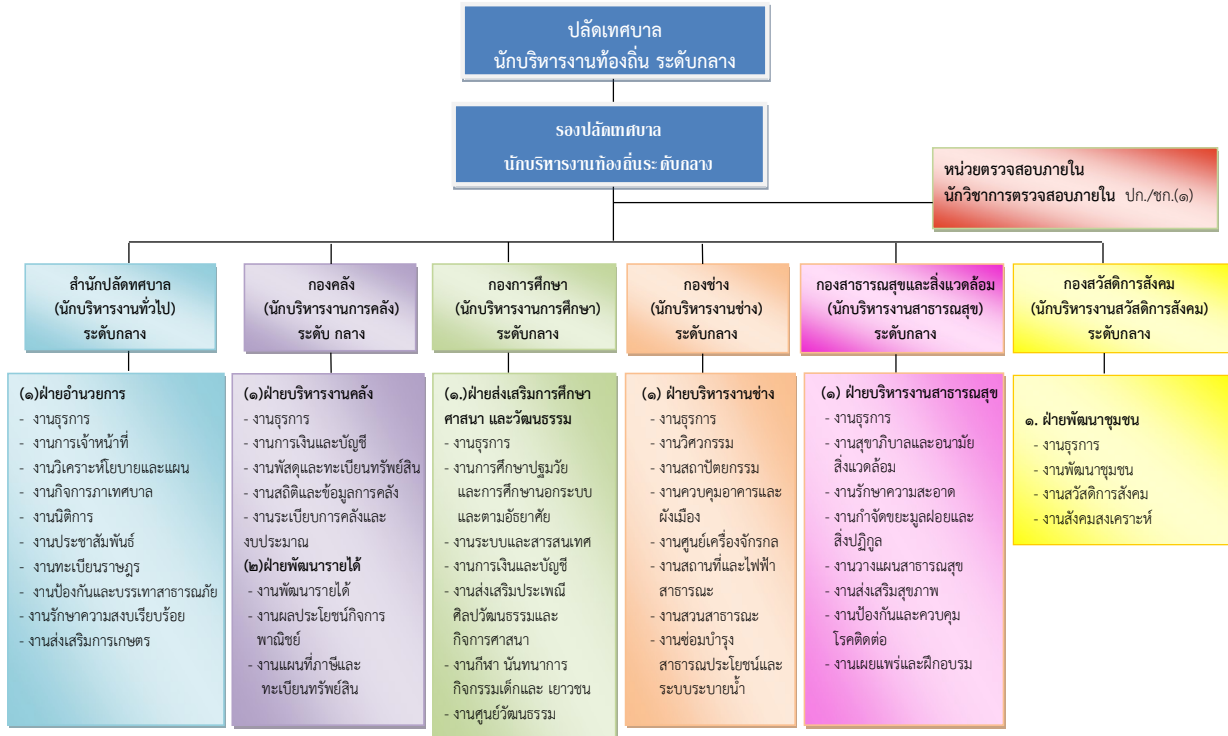 ปลัดเทศบาล
นักบริหารงานท้องถิ่น ระดับกลาง
รองปลัดเทศบาล
นักบริหารงานท้องถิ่นระดับกลาง
หน่วยตรวจสอบภายใน
นักวิชาการตรวจสอบภายใน ปก./ชก.(๑)
สำนักปลัดทศบาล
(นักบริหารงานทั่วไป)
ระดับกลาง
กองคลัง
(นักบริหารงานการคลัง)
ระดับ กลาง
กองการศึกษา
(นักบริหารงานการศึกษา)
ระดับกลาง
กองช่าง
(นักบริหารงานช่าง)
ระดับกลาง
กองสาธารณสุขและสิ่งแวดล้อม
(นักบริหารงานสาธารณสุข)
ระดับกลาง
กองสวัสดิการสังคม
(นักบริหารงานสวัสดิการสังคม)
ระดับกลาง
(๑)ฝ่ายอำนวยการ
- งานธุรการ
- งานการเจ้าหน้าที่
- งานวิเคราะห์โยบายและแผน
- งานกิจการภาเทศบาล
- งานนิติการ
- งานประชาสัมพันธ์
- งานทะเบียนราษฎร
- งานป้องกันและบรรเทาสาธารณภัย
- งานรักษาความสงบเรียบร้อย
- งานส่งเสริมการเกษตร
(๑)ฝ่ายบริหารงานคลัง
- งานธุรการ
- งานการเงินและบัญชี
- งานพัสดุและทะเบียนทรัพย์สิน
- งานสถิติและข้อมูลการคลัง
- งานระเบียบการคลังและ
งบประมาณ
(๒)ฝ่ายพัฒนารายได้
- งานพัฒนารายได้
- งานผลประโยชน์กิจการ
พาณิชย์
- งานแผนที่ภาษีและ
ทะเบียนทรัพย์สิน
(๑.)ฝ่ายส่งเสริมการศึกษา
ศาสนา และวัฒนธรรม
- งานธุรการ
- งานการศึกษาปฐมวัย
และการศึกษานอกระบบ
และตามอัธยาศัย
- งานระบบและสารสนเทศ
- งานการเงินและบัญชี
- งานส่งเสริมประเพณี
ศิลปวัฒนธรรมและ
กิจการศาสนา
- งานกีฬา นันทนาการ
กิจกรรมเด็กและ เยาวชน
- งานศูนย์วัฒนธรรม
(๑) ฝ่ายบริหารงานช่าง
- งานธุรการ
- งานวิศวกรรม
- งานสถาปัตยกรรม
- งานควบคุมอาคารและ
ผังเมือง
- งานศูนย์เครื่องจักรกล
- งานสถานที่และไฟฟ้า
สาธารณะ
- งานสวนสาธารณะ
- งานซ่อมบำรุง
สาธารณประโยชน์และ
ระบบระบายน้ำ
(๑) ฝ่ายบริหารงานสาธารณสุข
- งานธุรการ
- งานสุขาภิบาลและอนามัย
สิ่งแวดล้อม
- งานรักษาความสะอาด
- งานกำจัดขยะมูลฝอยและ
สิ่งปฏิกูล
- งานวางแผนสาธารณสุข
- งานส่งเสริมสุขภาพ
- งานป้องกันและควบคุม
โรคติดต่อ
- งานเผยแพร่และฝึกอบรม
๑. ฝ่ายพัฒนาชุมชน
- งานธุรการ
- งานพัฒนาชุมชน
- งานสวัสดิการสังคม
- งานสังคมสงเคราะห์